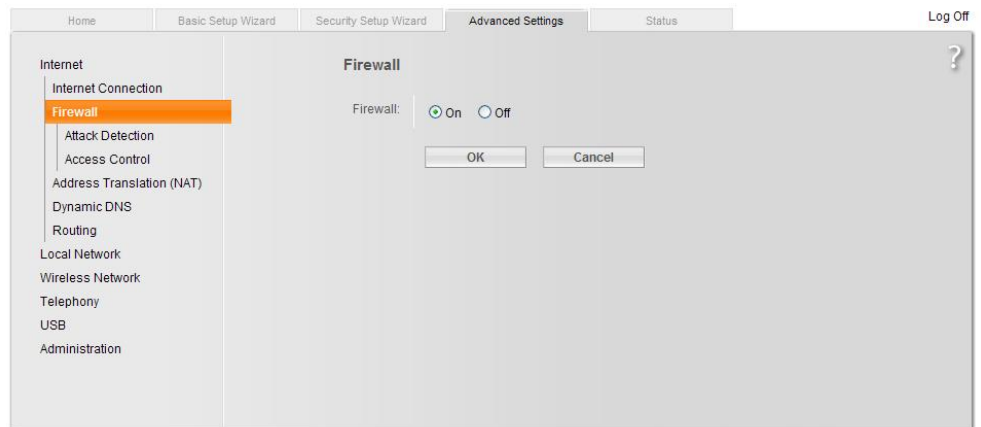 Home Basic Setup Wizard Security Setup Wizard Advanced Settings Status Log Off
?
Internet
Internet Connection
Firewall
Attack Detection
Access Control
Address Translation (NAT)
Dynamic DNS
Routing
Local Network
Wireless Network
Telephony
USB
Administration
Firewall
Firewall: On Off
OK Cancel